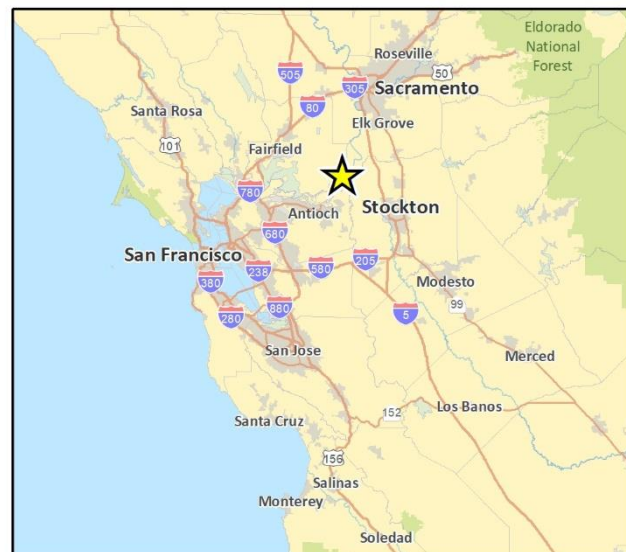 Eldorado
National
Forest
Roseville
505
50
80
305
Sacramento
Santa Rosa
Elk Grove
101
Fairfield
780
Antioch
Stockton
680
San Francisco
238
580
205
380
Modesto
280
880
99
5
San Jose
Merced
Santa Cruz
152
Los Banos
156
Salinas
Monterey
Soledad